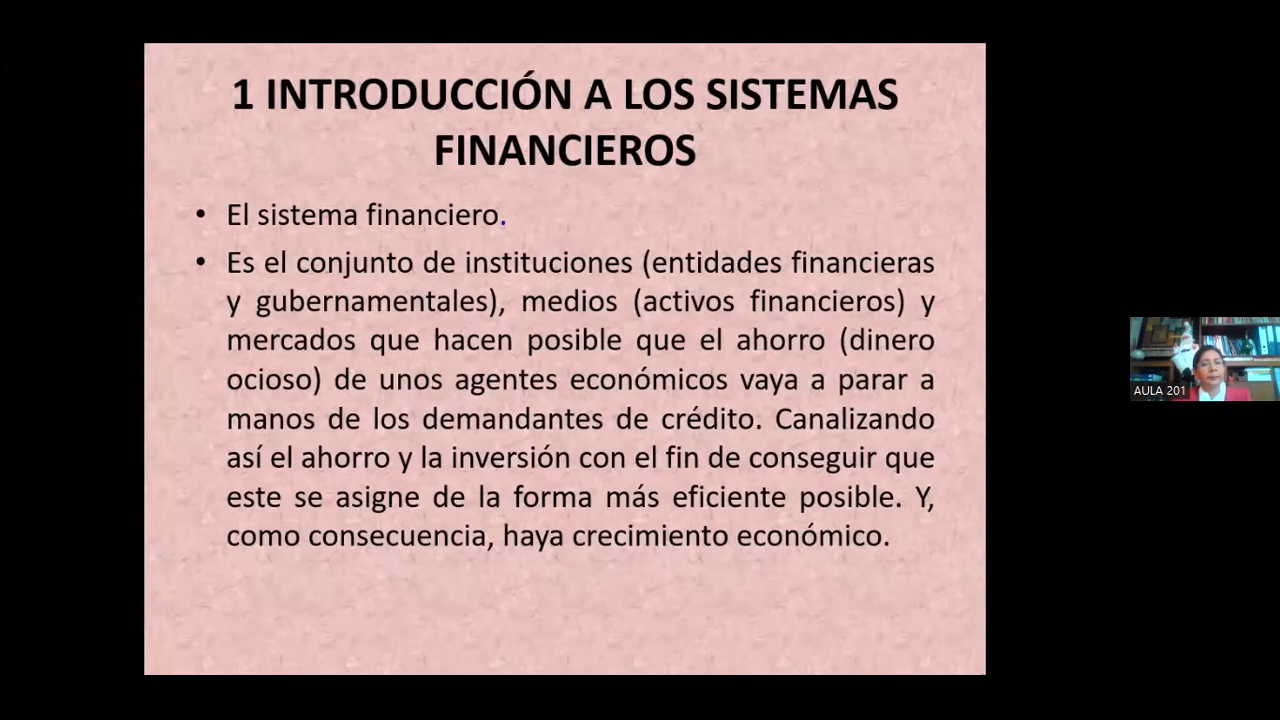 1 INTRODUCCIÓN A LOS SISTEMAS
FINANCIEROS
• El sistema financiero.
• Es el conjunto de instituciones (entidades financieras
y gubernamentales), medios (activos financieros) y
mercados que hacen posible que el ahorro (dinero
ocioso) de unos agentes económicos vaya a parar a
manos de los demandantes de crédito. Canalizando
así el ahorro y la inversión con el fin de conseguir que
este se asigne de la forma más eficiente posible. Y,
como consecuencia, haya crecimiento económico.
AULA 201